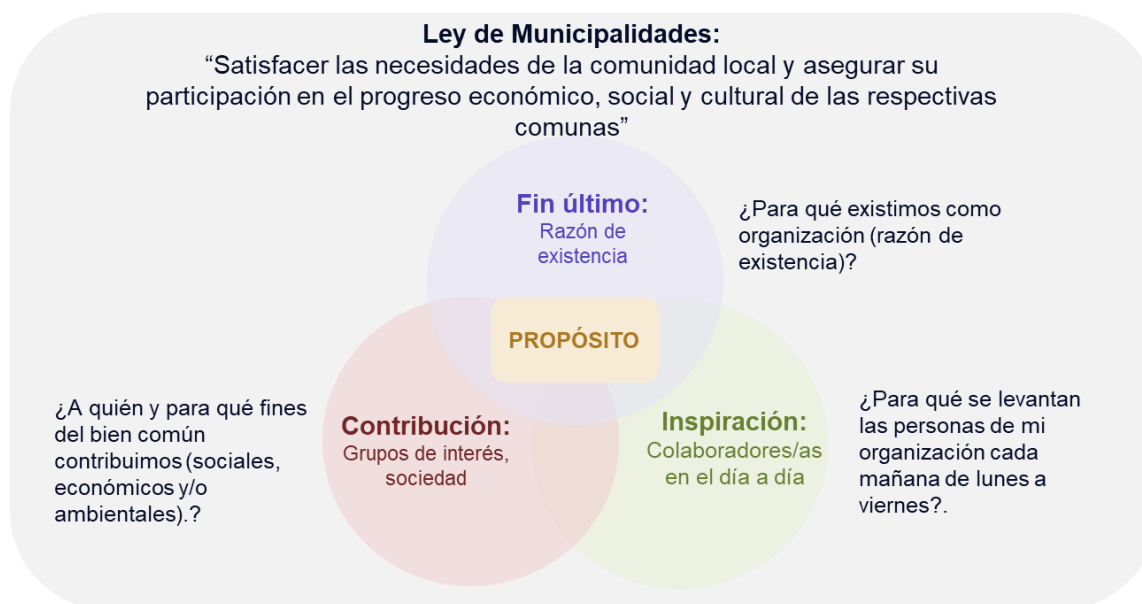 Ley de Municipalidades:
“Satisfacer las necesidades de la comunidad local y asegurar su
participación en el progreso económico, social y cultural de las respectivas
comunas”
Fin último:
Razón de
existencia
¿Para qué existimos como
organización (razón de
existencia)?
PROPÓSITO
¿A quién y para qué fines
del bien común
contribuimos (sociales,
económicos y/o
ambientales).?
Contribución:
Grupos de interés,
sociedad
Inspiración:
Colaboradores/as
en el día a día
¿Para qué se levantan
las personas de mi
organización cada
mañana de lunes a
viernes?.